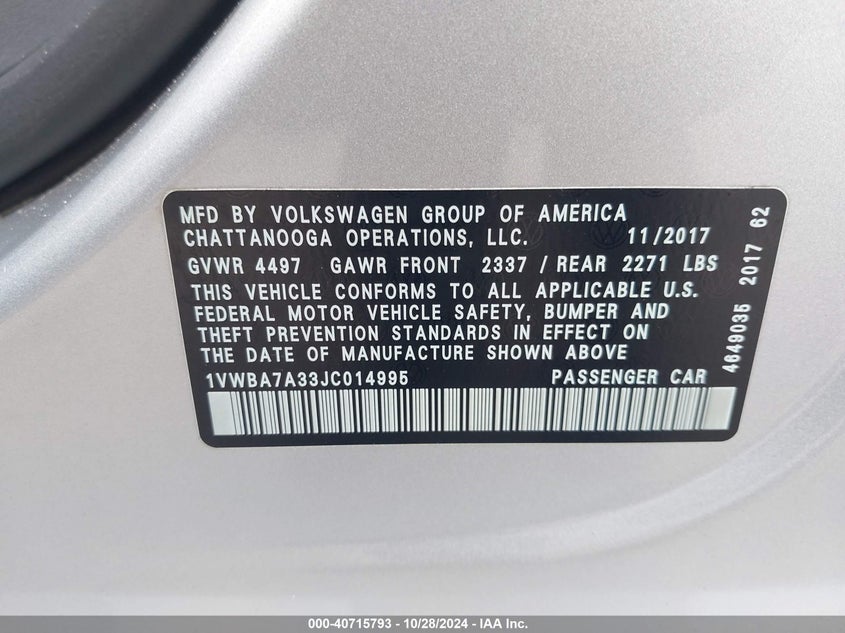 MFD BY VOLKSWAGEN GROUP OF AMERICA
CHATTANOOGA OPERATIONS, LLC. 11/2017
GVWR 4497 GAWR FRONT 2337 / REAR 2271 LBS
THIS VEHICLE CONFORMS TO ALL APPLICABLE U.S.
FEDERAL MOTOR VEHICLE SAFETY, BUMPER AND
THEFT PREVENTION STANDARDS IN EFFECT ON
THE DATE OF MANUFACTURE SHOWN ABOVE
1VWBA7A33JC014995 PASSENGER CAR
4649035 2017 62
000-40715793 - 10/28/2024 - IAA Inc.